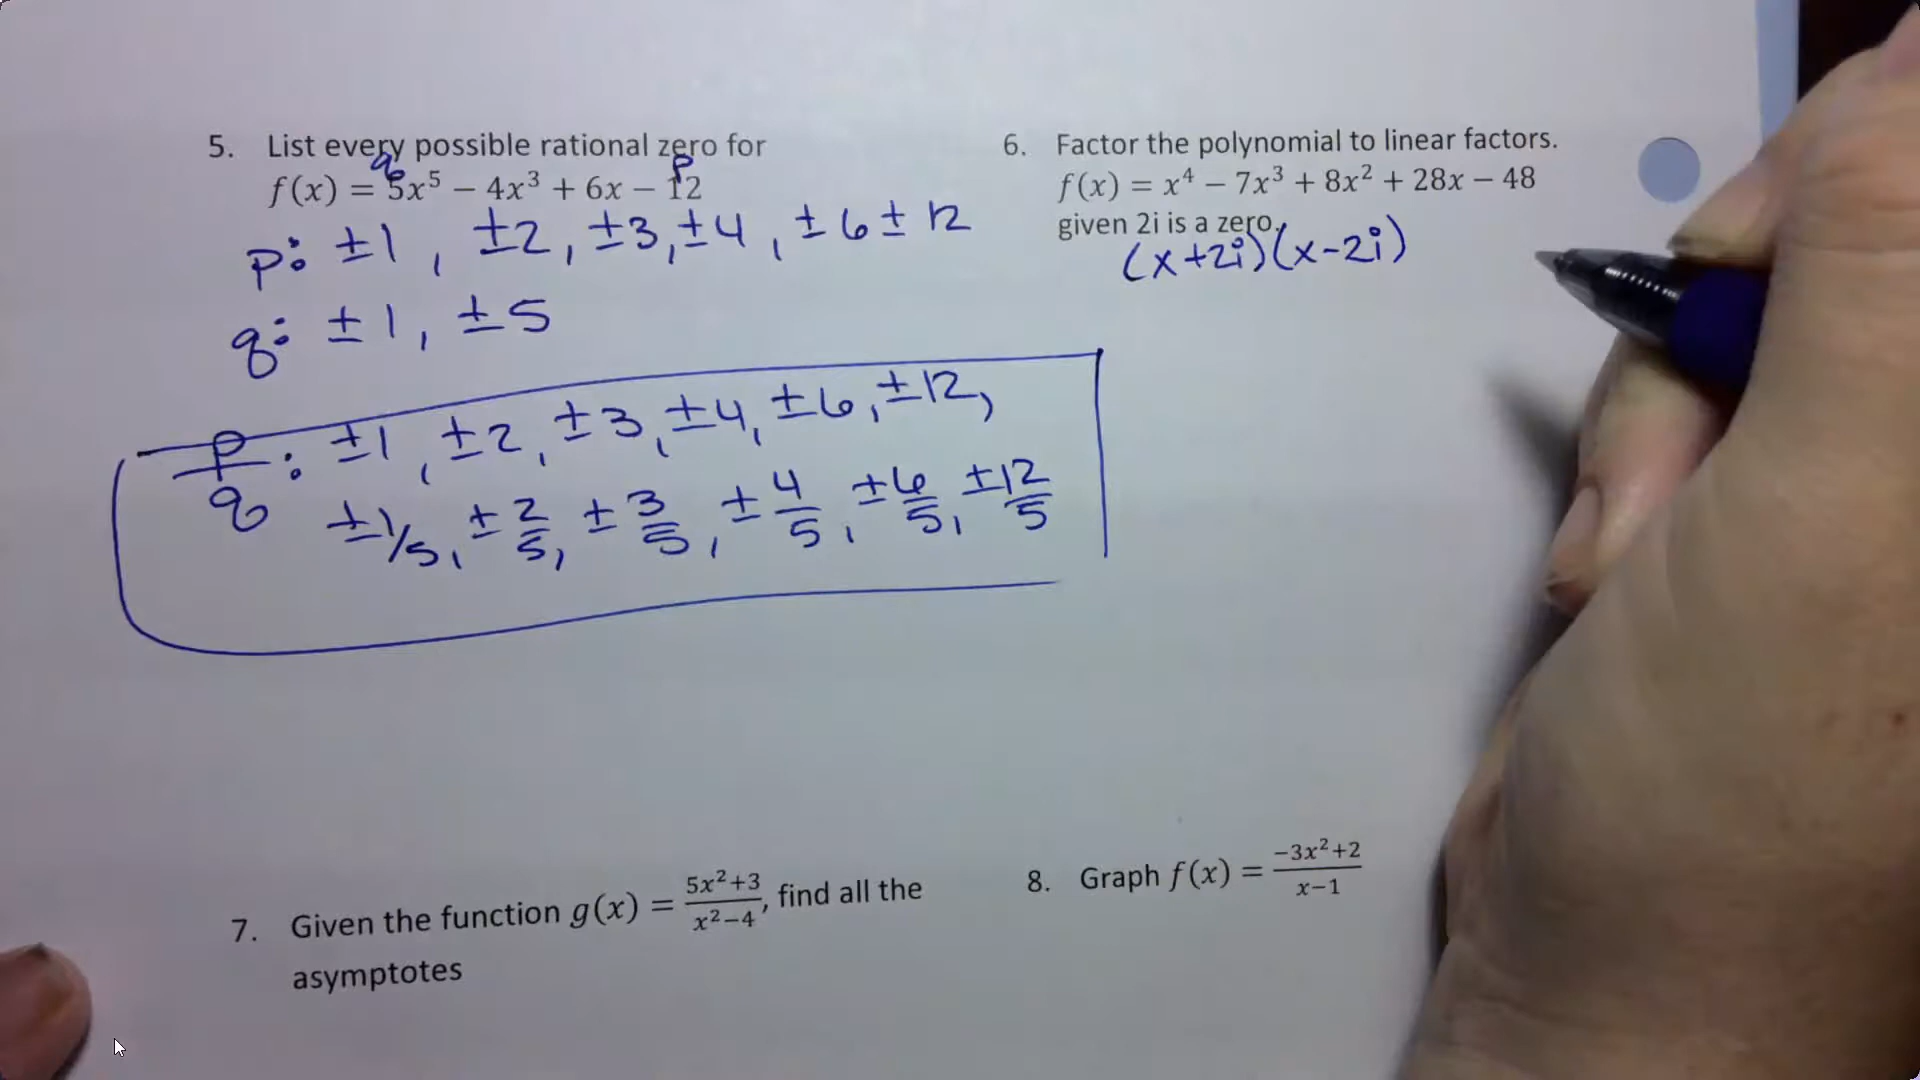 5. List every possible rational zero for
q p
f(x) = 5x⁵ − 4x³ + 6x − 12
p: ±1, ±2, ±3, ±4, ±6 ±12
q: ±1, ±5
p/q: ±1, ±2, ±3, ±4, ±6, ±12,
±1/5, ±2/5, ±3/5, ±4/5, ±6/5, ±12/5
6. Factor the polynomial to linear factors.
f(x) = x⁴ − 7x³ + 8x² + 28x − 48
given 2i is a zero.
(x+2i)(x-2i)
7. Given the function g(x) = 5x²+3/x²−4, find all the
asymptotes
8. Graph f(x) = −3x²+2/x−1